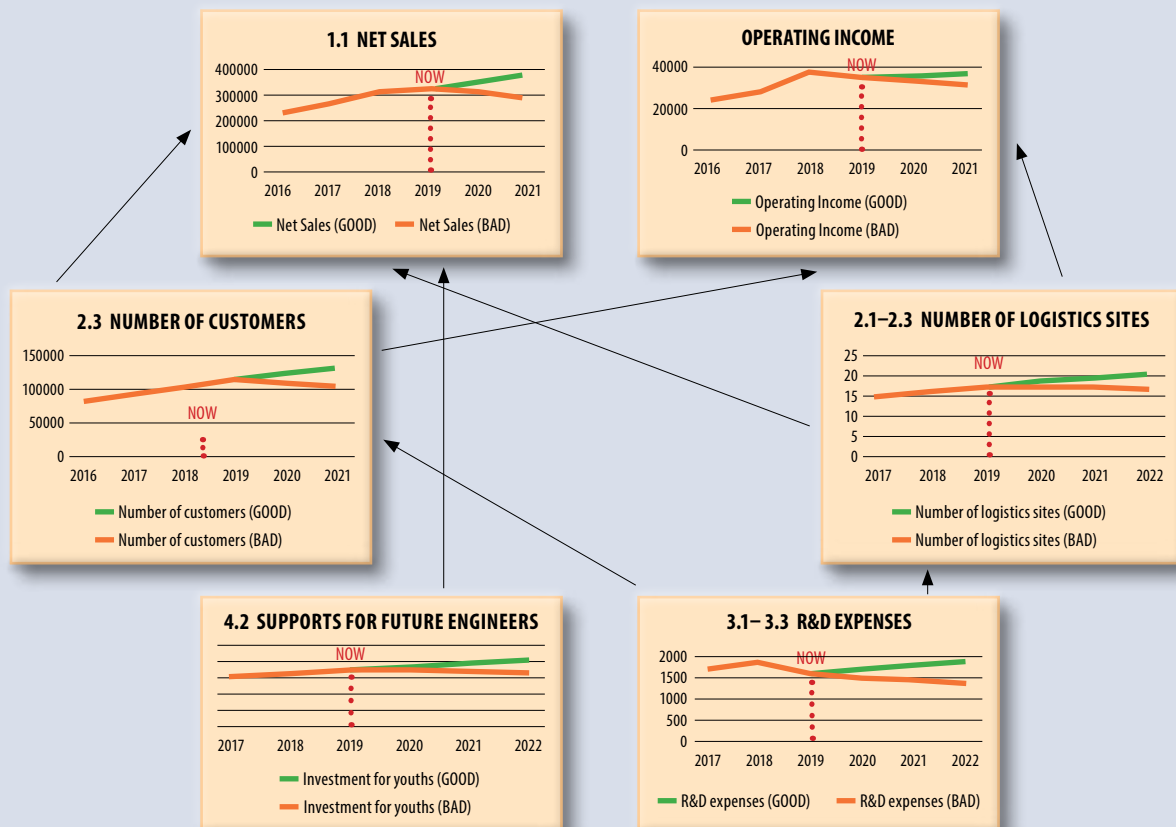 1.1 NET SALES
400000
300000
200000
100000
0
NOW
2016 2017 2018 2019 2020 2021
Net Sales (GOOD) Net Sales (BAD)
OPERATING INCOME
40000
20000
0
NOW
2016 2017 2018 2019 2020 2021
Operating Income (GOOD)
Operating Income (BAD)
2.3 NUMBER OF CUSTOMERS
150000
100000
50000
0
NOW
2016 2017 2018 2019 2020 2021
Number of customers (GOOD)
Number of customers (BAD)
2.1–2.3 NUMBER OF LOGISTICS SITES
25
20
15
10
5
0
NOW
2017 2018 2019 2020 2021 2022
Number of logistics sites (GOOD)
Number of logistics sites (BAD)
4.2 SUPPORTS FOR FUTURE ENGINEERS
NOW
2017 2018 2019 2020 2021 2022
Investment for youths (GOOD)
Investment for youths (BAD)
3.1– 3.3 R&D EXPENSES
2000
1500
1000
500
0
NOW
2017 2018 2019 2020 2021 2022
R&D expenses (GOOD) R&D expenses (BAD)